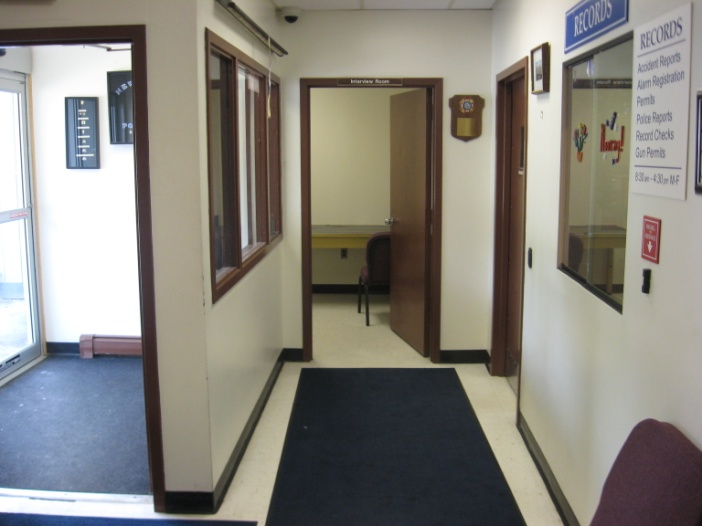 Interview Room
RECORDS
RECORDS
Accident Reports
Alarm Registration
Permits
Police Reports
Record Checks
Gun Permits
8:30am - 4:30pm M-F